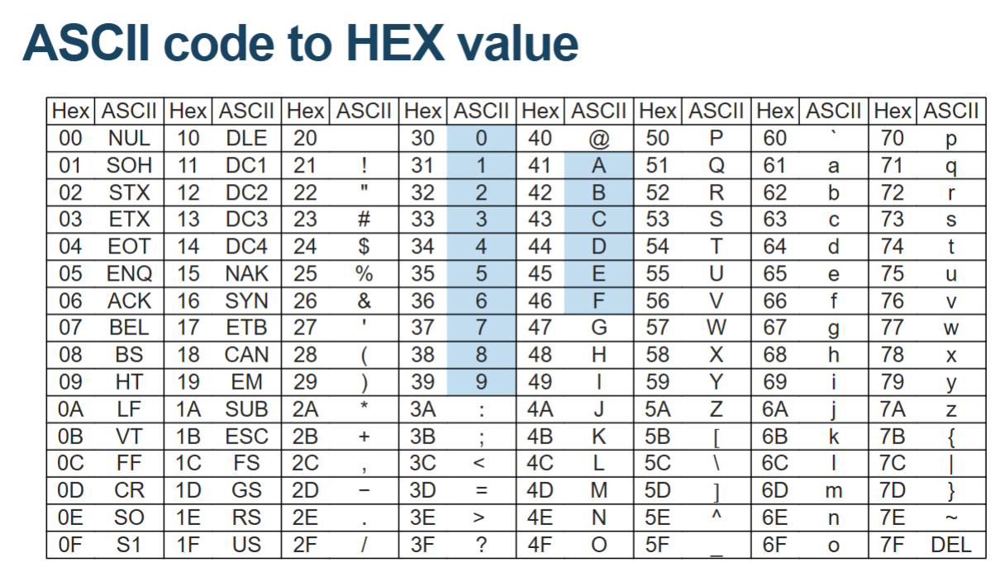 ASCII code to HEX value
Hex ASCII Hex ASCII Hex ASCII Hex ASCII Hex ASCII Hex ASCII Hex ASCII Hex ASCII
00 NUL 10 DLE 20 30 0 40 @ 50 P 60 ` 70 p
01 SOH 11 DC1 21 ! 31 1 41 A 51 Q 61 a 71 q
02 STX 12 DC2 22 " 32 2 42 B 52 R 62 b 72 r
03 ETX 13 DC3 23 # 33 3 43 C 53 S 63 c 73 s
04 EOT 14 DC4 24 $ 34 4 44 D 54 T 64 d 74 t
05 ENQ 15 NAK 25 % 35 5 45 E 55 U 65 e 75 u
06 ACK 16 SYN 26 & 36 6 46 F 56 V 66 f 76 v
07 BEL 17 ETB 27 ' 37 7 47 G 57 W 67 g 77 w
08 BS 18 CAN 28 ( 38 8 48 H 58 X 68 h 78 x
09 HT 19 EM 29 ) 39 9 49 I 59 Y 69 i 79 y
0A LF 1A SUB 2A * 3A : 4A J 5A Z 6A j 7A z
0B VT 1B ESC 2B + 3B ; 4B K 5B [ 6B k 7B {
0C FF 1C FS 2C , 3C < 4C L 5C \ 6C l 7C |
0D CR 1D GS 2D − 3D = 4D M 5D ] 6D m 7D }
0E SO 1E RS 2E . 3E > 4E N 5E ^ 6E n 7E ~
0F S1 1F US 2F / 3F ? 4F O 5F _ 6F o 7F DEL